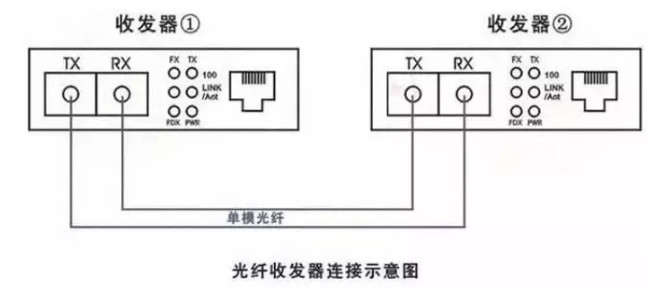 收发器①
收发器②
TX RX
FX TX
100
LINK
/Act
FDX PWR
TX RX
FX TX
100
LINK
/Act
FDX PWR
单模光纤
光纤收发器连接示意图